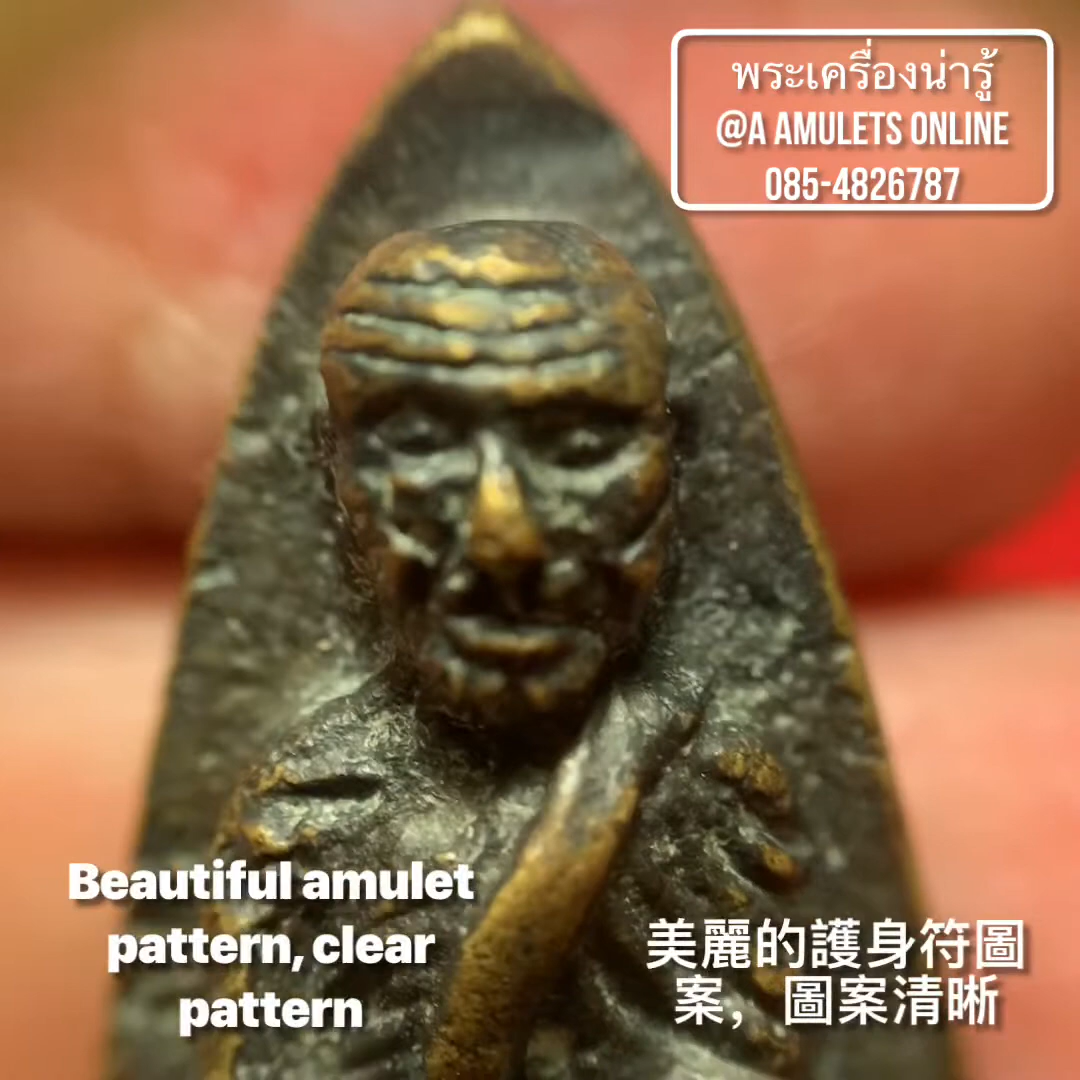 พระเครื่องน่ารู้
@A AMULETS ONLINE
085-4826787
Beautiful amulet
pattern, clear
pattern
美麗的護身符圖
案，圖案清晰